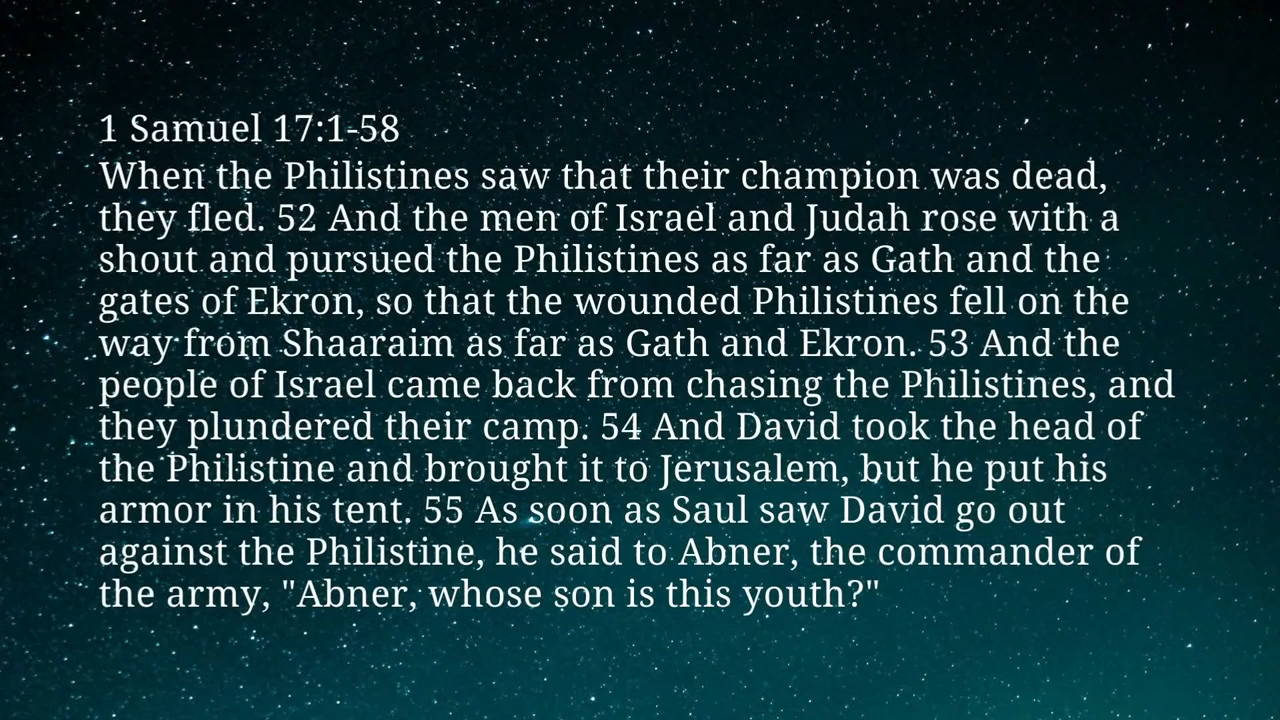 1 Samuel 17:1-58
When the Philistines saw that their champion was dead,
they fled. 52 And the men of Israel and Judah rose with a
shout and pursued the Philistines as far as Gath and the
gates of Ekron, so that the wounded Philistines fell on the
way from Shaaraim as far as Gath and Ekron. 53 And the
people of Israel came back from chasing the Philistines, and
they plundered their camp. 54 And David took the head of
the Philistine and brought it to Jerusalem, but he put his
armor in his tent. 55 As soon as Saul saw David go out
against the Philistine, he said to Abner, the commander of
the army, "Abner, whose son is this youth?"